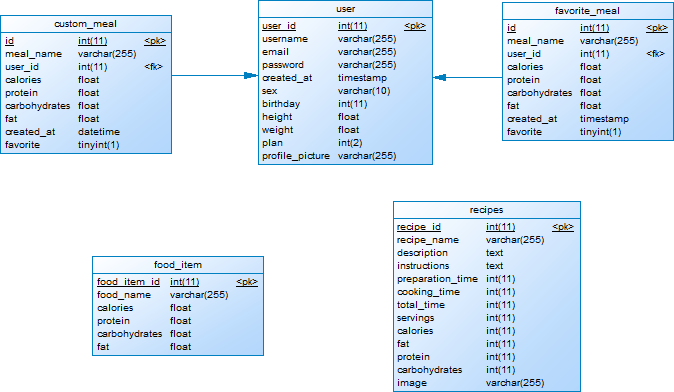 custom_meal
id int(11) <pk>
meal_name varchar(255)
user_id int(11) <fk>
calories float
protein float
carbohydrates float
fat float
created_at datetime
favorite tinyint(1)
user
user_id int(11) <pk>
username varchar(255)
email varchar(255)
password varchar(255)
created_at timestamp
sex varchar(10)
birthday int(11)
height float
weight float
plan int(2)
profile_picture varchar(255)
favorite_meal
id int(11) <pk>
meal_name varchar(255)
user_id int(11) <fk>
calories float
protein float
carbohydrates float
fat float
created_at timestamp
favorite tinyint(1)
food_item
food_item_id int(11) <pk>
food_name varchar(255)
calories float
protein float
carbohydrates float
fat float
recipes
recipe_id int(11) <pk>
recipe_name varchar(255)
description text
instructions text
preparation_time int(11)
cooking_time int(11)
total_time int(11)
servings int(11)
calories int(11)
fat int(11)
protein int(11)
carbohydrates int(11)
image varchar(255)